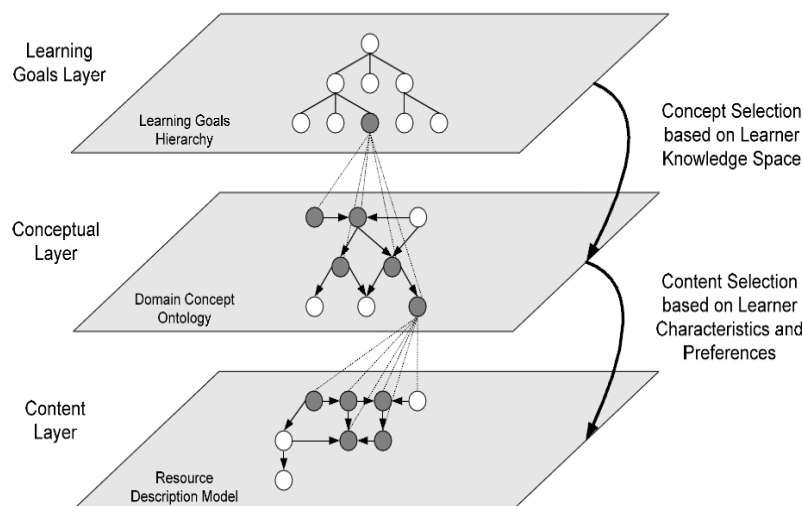 Learning
Goals Layer
Learning Goals
Hierarchy
Concept Selection
based on Learner
Knowledge Space
Conceptual
Layer
Domain Concept
Ontology
Content Selection
based on Learner
Characteristics and
Preferences
Content
Layer
Resource
Description Model